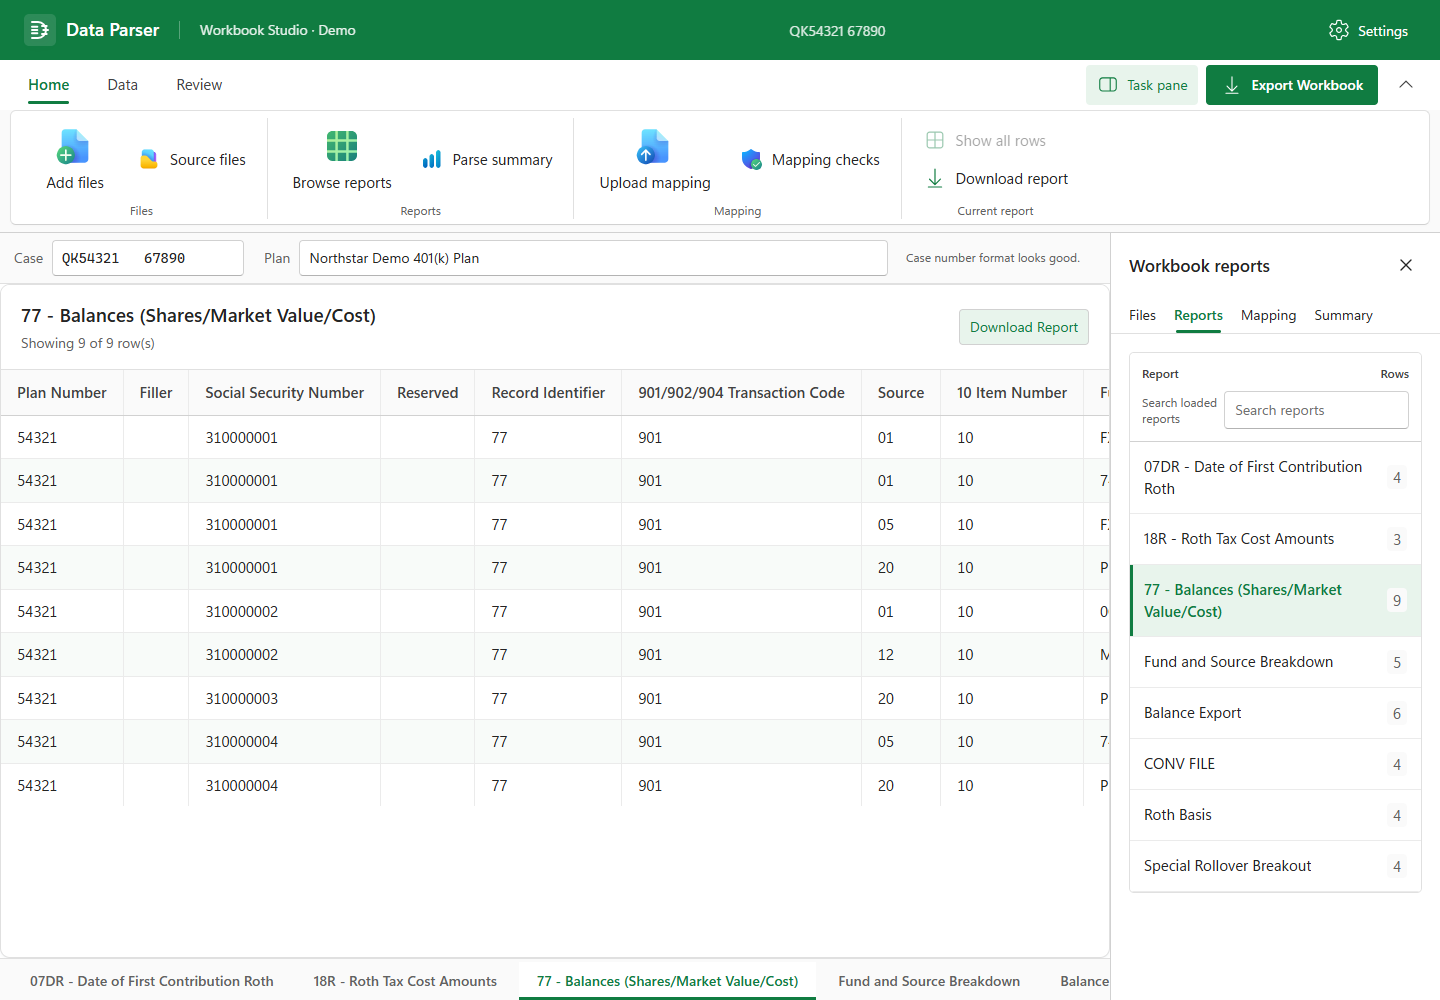 Data Parser
Workbook Studio · Demo
QK54321 67890
Settings
Home
Data
Review
Task pane
Export Workbook
Add files
Source files
Files
Browse reports
Parse summary
Reports
Upload mapping
Mapping checks
Mapping
Show all rows
Download report
Current report
Case
QK54321 67890
Plan
Northstar Demo 401(k) Plan
Case number format looks good.
77 - Balances (Shares/Market Value/Cost)
Showing 9 of 9 row(s)
Download Report
Plan Number Filler Social Security Number Reserved Record Identifier 901/902/904 Transaction Code Source 10 Item Number
54321 310000001 77 901 01 10
54321 310000001 77 901 01 10
54321 310000001 77 901 05 10
54321 310000001 77 901 20 10
54321 310000002 77 901 01 10
54321 310000002 77 901 12 10
54321 310000003 77 901 20 10
54321 310000004 77 901 05 10
54321 310000004 77 901 20 10
07DR - Date of First Contribution Roth
18R - Roth Tax Cost Amounts
77 - Balances (Shares/Market Value/Cost)
Fund and Source Breakdown
Balance
Workbook reports
Files
Reports
Mapping
Summary
Report Rows
Search loaded
reports
Search reports
07DR - Date of First Contribution
Roth
4
18R - Roth Tax Cost Amounts 3
77 - Balances (Shares/Market
Value/Cost)
9
Fund and Source Breakdown 5
Balance Export 6
CONV FILE 4
Roth Basis 4
Special Rollover Breakout 4